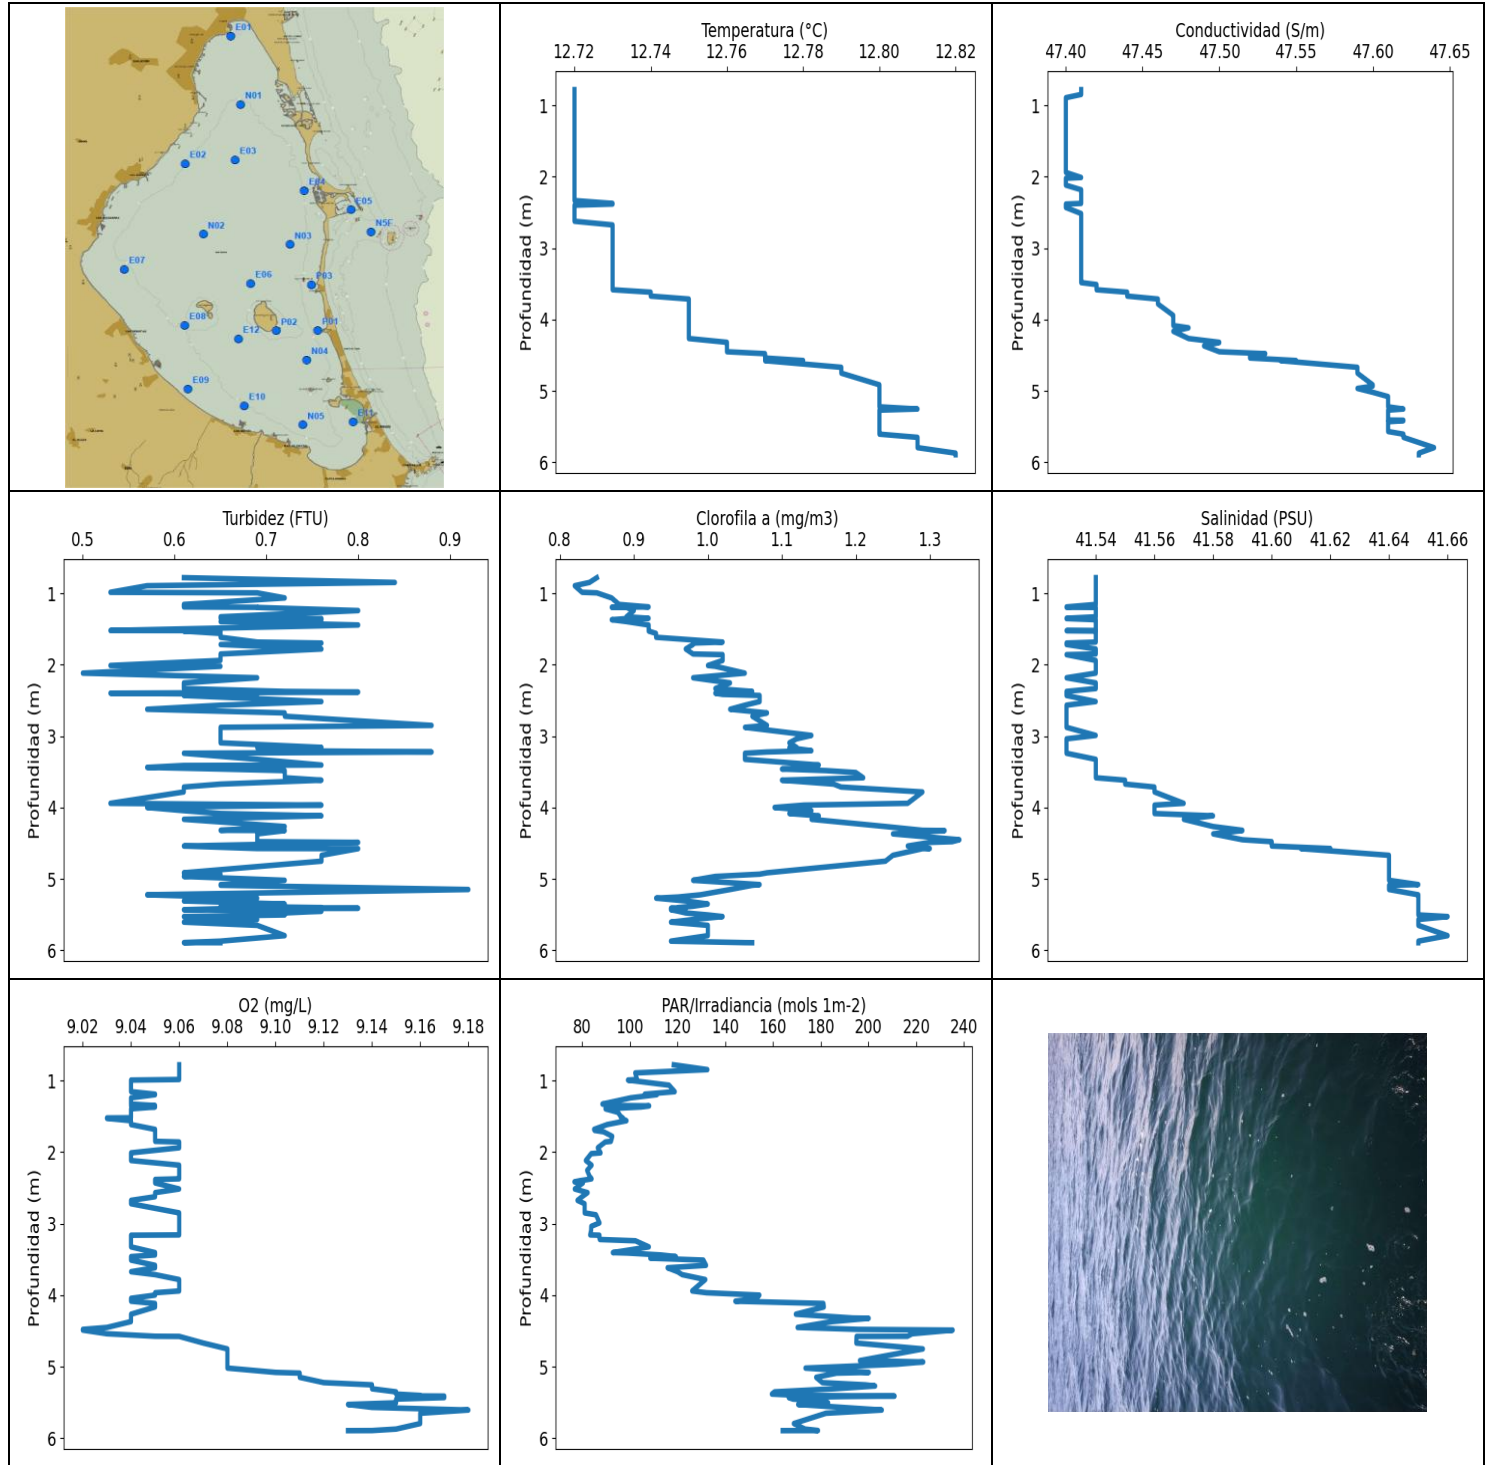 E01
N01
E02
E03
E04
E05
N5F
N02
N03
E07
E06
P03
E08
P02
P01
E12
N04
E09
E10
N05
E11
Temperatura (°C)
12.72 12.74 12.76 12.78 12.80 12.82
Profundidad (m)
1
2
3
4
5
6
Conductividad (S/m)
47.40 47.45 47.50 47.55 47.60 47.65
Profundidad (m)
1
2
3
4
5
6
Turbidez (FTU)
0.5 0.6 0.7 0.8 0.9
Profundidad (m)
1
2
3
4
5
6
Clorofila a (mg/m3)
0.8 0.9 1.0 1.1 1.2 1.3
Profundidad (m)
1
2
3
4
5
6
Salinidad (PSU)
41.54 41.56 41.58 41.60 41.62 41.64 41.66
Profundidad (m)
1
2
3
4
5
6
O2 (mg/L)
9.02 9.04 9.06 9.08 9.10 9.12 9.14 9.16 9.18
Profundidad (m)
1
2
3
4
5
6
PAR/Irradiancia (mols 1m-2)
80 100 120 140 160 180 200 220 240
Profundidad (m)
1
2
3
4
5
6